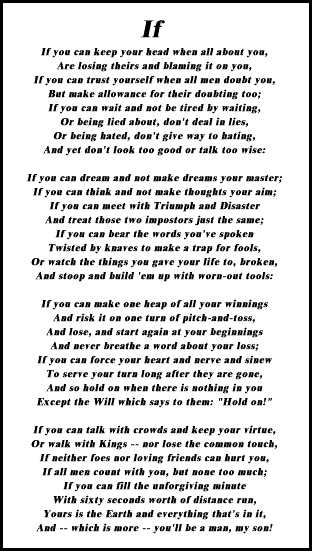 If
If you can keep your head when all about you,
Are losing theirs and blaming it on you,
If you can trust yourself when all men doubt you,
But make allowance for their doubting too;
If you can wait and not be tired by waiting,
Or being lied about, don't deal in lies,
Or being hated, don't give way to hating,
And yet don't look too good or talk too wise:

If you can dream and not make dreams your master;
If you can think and not make thoughts your aim;
If you can meet with Triumph and Disaster
And treat those two impostors just the same;
If you can bear the words you've spoken
Twisted by knaves to make a trap for fools,
Or watch the things you gave your life to, broken,
And stoop and build 'em up with worn-out tools:

If you can make one heap of all your winnings
And risk it on one turn of pitch-and-toss,
And lose, and start again at your beginnings
And never breathe a word about your loss;
If you can force your heart and nerve and sinew
To serve your turn long after they are gone,
And so hold on when there is nothing in you
Except the Will which says to them: "Hold on!"

If you can talk with crowds and keep your virtue,
Or walk with Kings -- nor lose the common touch,
If neither foes nor loving friends can hurt you,
If all men count with you, but none too much;
If you can fill the unforgiving minute
With sixty seconds worth of distance run,
Yours is the Earth and everything that's in it,
And -- which is more -- you'll be a man, my son!